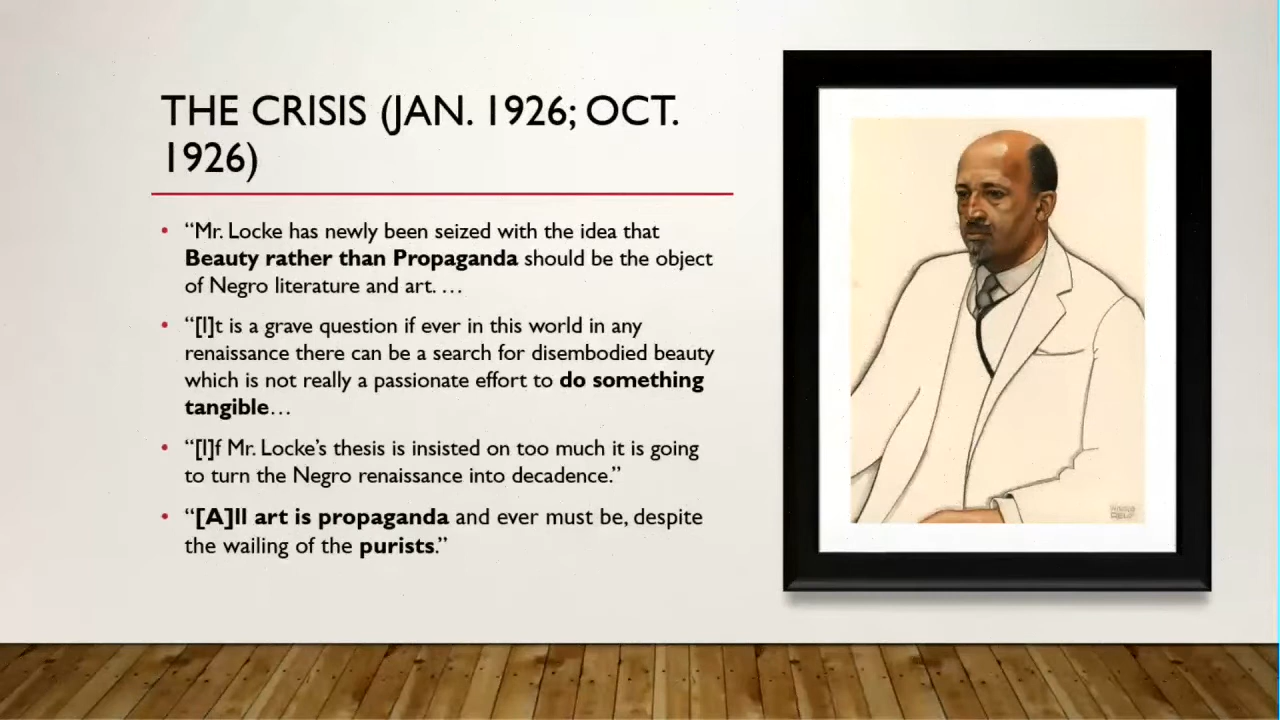 THE CRISIS (JAN. 1926; OCT.
1926)
• “Mr. Locke has newly been seized with the idea that
Beauty rather than Propaganda should be the object
of Negro literature and art. …
• “[I]t is a grave question if ever in this world in any
renaissance there can be a search for disembodied beauty
which is not really a passionate effort to do something
tangible…
• “[I]f Mr. Locke’s thesis is insisted on too much it is going
to turn the Negro renaissance into decadence.”
• “[A]ll art is propaganda and ever must be, despite
the wailing of the purists.”